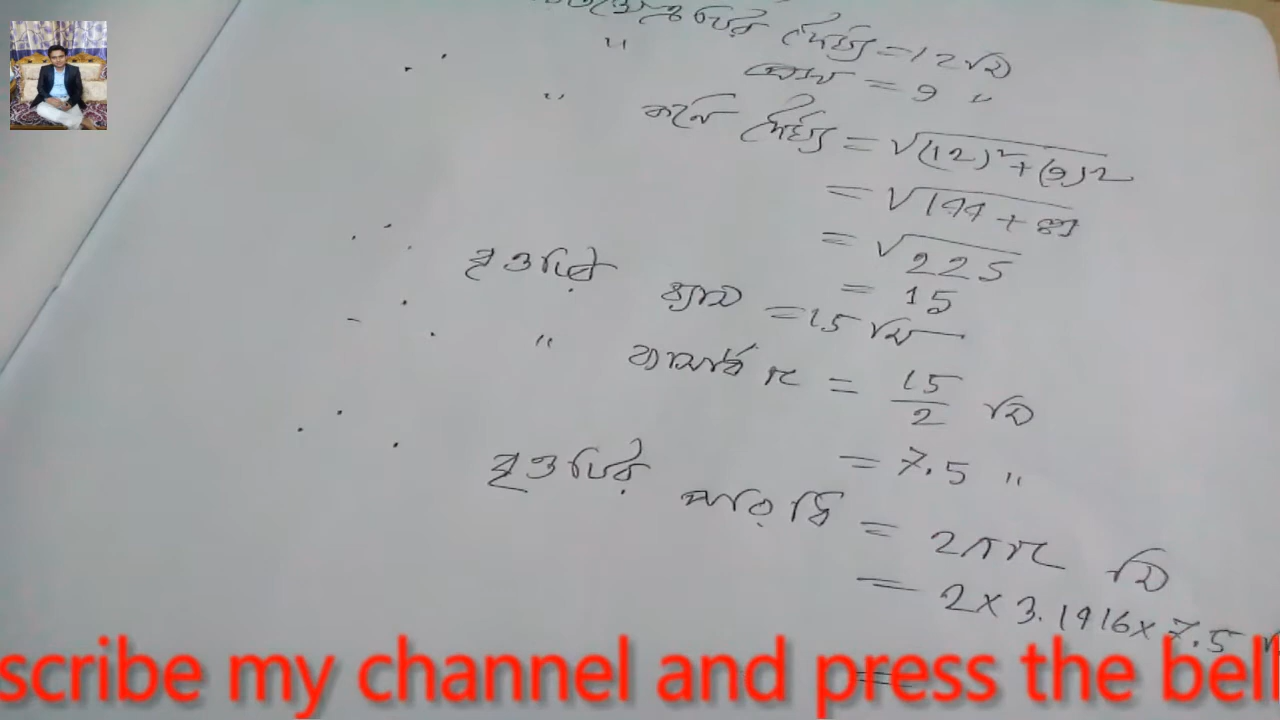 দৈর্ঘ্য = 12 মি
" প্রস্থ = 9 "
" কর্ণের দৈর্ঘ্য = √(12)² + (9)²
= √144 + 81
= √225
= 15
বৃত্তটির ব্যাস = 15 মি
" ব্যাসার্ধ r = 15/2 মি
= 7.5 "
বৃত্তটির পরিধি = 2πr মি
= 2 × 3.1416 × 7.5
=
scribe my channel and press the bell